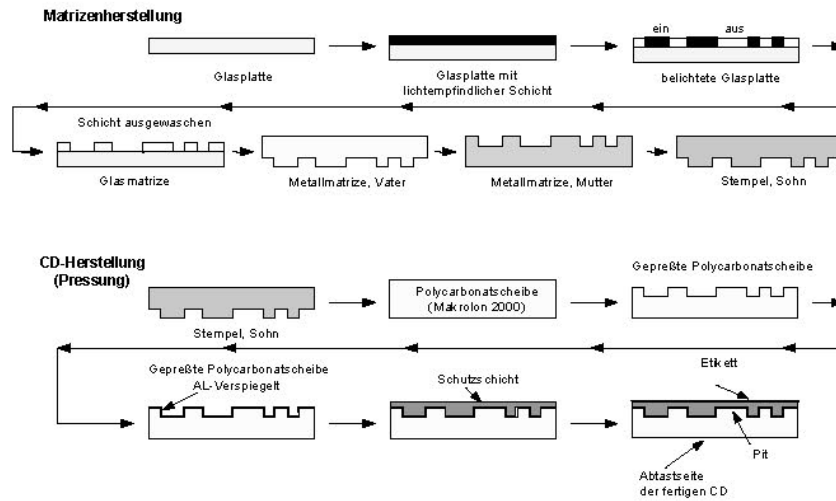 Matrizenherstellung
ein
aus
Glasplatte
Glasplatte mit
lichtempfindlicher Schicht
belichtete Glasplatte
Schicht ausgewaschen
Glasmatrize
Metallmatrize, Vater
Metallmatrize, Mutter
Stempel, Sohn
CD-Herstellung
(Pressung)
Stempel, Sohn
Polycarbonatscheibe
(Makrolon 2000)
Gepreßte Polycarbonatscheibe
Gepreßte Polycarbonatscheibe
AL-Verspiegelt
Schutzschicht
Etikett
Pit
Abtastseite
der fertigen CD